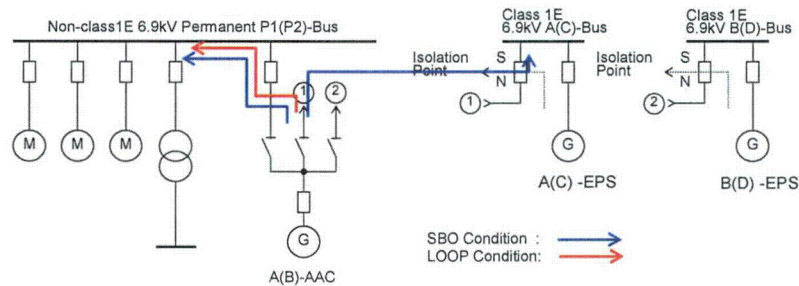 Non-class1E 6.9kV Permanent P1(P2)-Bus
Class 1E
6.9kV A(C)-Bus
Class 1E
6.9kV B(D)-Bus
Isolation
Point
S
N
Isolation
Point
S
N
1
2
1
2
M
M
M
G
G
G
A(C) -EPS
B(D) -EPS
A(B)-AAC
SBO Condition :
LOOP Condition: